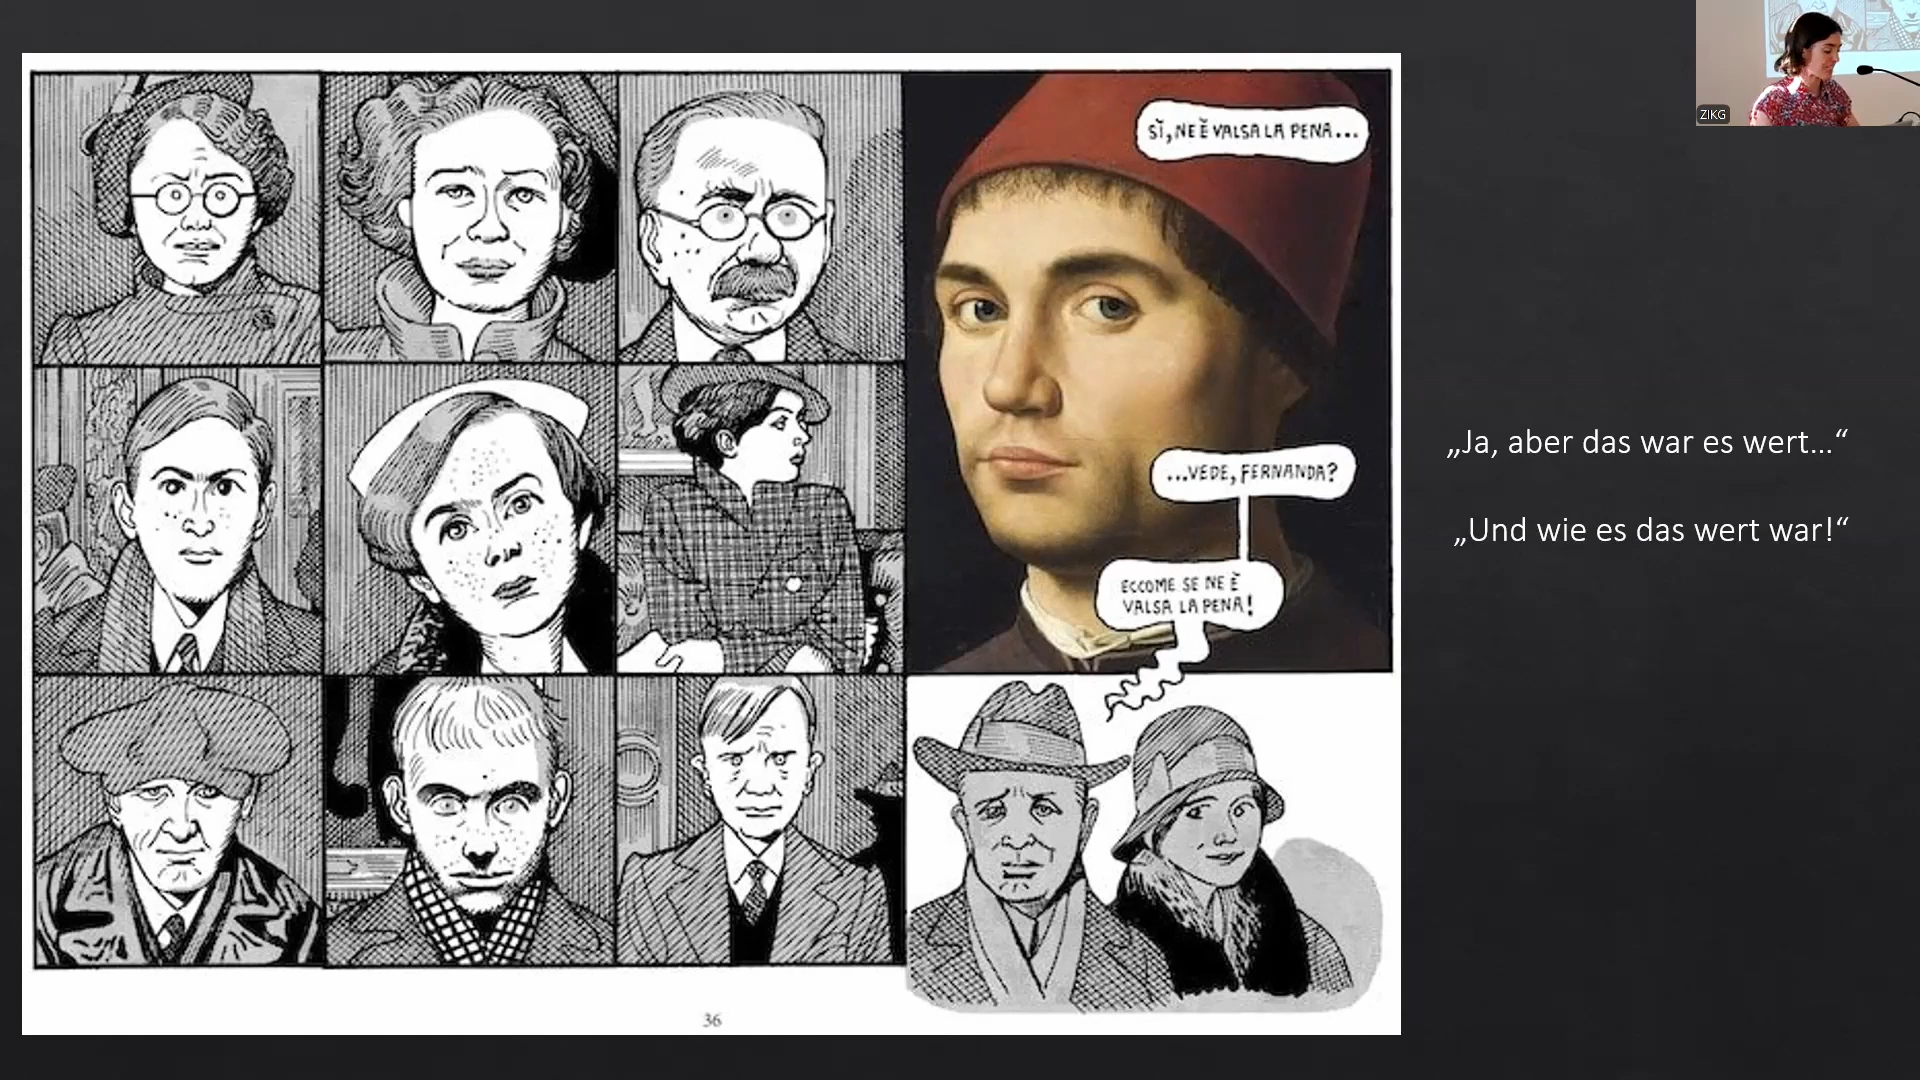 ZIKG
SÌ, NE È VALSA LA PENA...
...VEDE, FERNANDA?
ECCOME SE NE È
VALSA LA PENA!
„Ja, aber das war es wert...“
„Und wie es das wert war!“
36